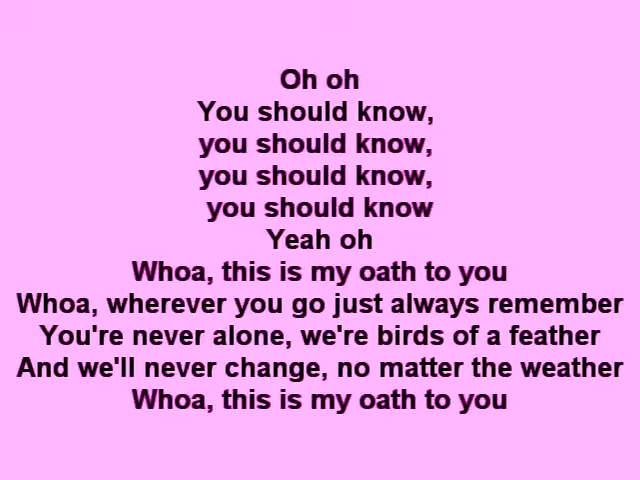 Oh oh
You should know,
you should know,
you should know,
you should know
Yeah oh
Whoa, this is my oath to you
Whoa, wherever you go just always remember
You're never alone, we're birds of a feather
And we'll never change, no matter the weather
Whoa, this is my oath to you